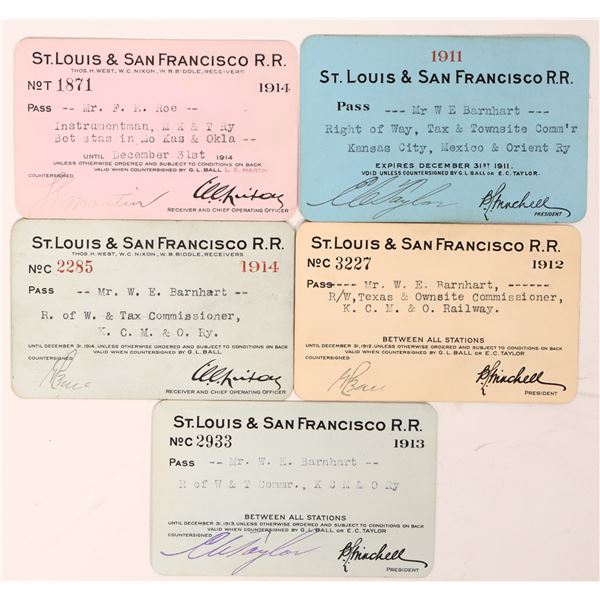 ST. LOUIS & SAN FRANCISCO R.R.
THOS. H. WEST, W. C. NIXON, W. B. BIDDLE, RECEIVERS
NO T 1871 1914
PASS -- Mr. F. E. Roe --
Instrumentman, M K & T Ry
Bet stas in Mo Kas & Okla --
UNTIL December 31st 1914
UNLESS OTHERWISE ORDERED AND SUBJECT TO CONDITIONS ON BACK
VALID WHEN COUNTERSIGNED BY G. L. BALL L. E. MARTIN
COUNTERSIGNED
RECEIVER AND CHIEF OPERATING OFFICER
1911
ST. LOUIS & SAN FRANCISCO R.R.
PASS --- Mr W E Barnhart ---
Right of Way, Tax & Townsite Comm'r
Kansas City, Mexico & Orient Ry
EXPIRES DECEMBER 31ST 1911.
VOID UNLESS COUNTERSIGNED BY G. L. BALL OR E. C. TAYLOR.
EC Taylor B L Winchell
PRESIDENT
ST. LOUIS & SAN FRANCISCO R.R.
THOS. H. WEST, W. C. NIXON, W. B. BIDDLE, RECEIVERS
NO C 2285 1914
PASS -- Mr. W. E. Barnhart --
R. of W. & Tax Commissioner,
K. C. M. & O. Ry.
UNTIL DECEMBER 31, 1914, UNLESS OTHERWISE ORDERED AND SUBJECT TO CONDITIONS ON BACK
VALID WHEN COUNTERSIGNED BY G. L. BALL
COUNTERSIGNED
RECEIVER AND CHIEF OPERATING OFFICER
ST. LOUIS & SAN FRANCISCO R.R.
NO C 3227 1912
PASS ----- Mr. W. E. Barnhart, ------
R/W, Texas & Ownsite Commissioner,
K. C. M. & O. Railway.
BETWEEN ALL STATIONS
UNTIL DECEMBER 31, 1912, UNLESS OTHERWISE ORDERED AND SUBJECT TO CONDITIONS ON BACK
VALID WHEN COUNTERSIGNED BY G. L. BALL OR E. C. TAYLOR
COUNTERSIGNED
B L Winchell
PRESIDENT
ST. LOUIS & SAN FRANCISCO R.R.
NO C 2933 1913
PASS -- Mr. W. E. Barnhart --
R of W & T Commr., K C M & O Ry
BETWEEN ALL STATIONS
UNTIL DECEMBER 31, 1913, UNLESS OTHERWISE ORDERED AND SUBJECT TO CONDITIONS ON BACK
VALID WHEN COUNTERSIGNED BY G. L. BALL OR E. C. TAYLOR
COUNTERSIGNED
EC Taylor B L Winchell
PRESIDENT